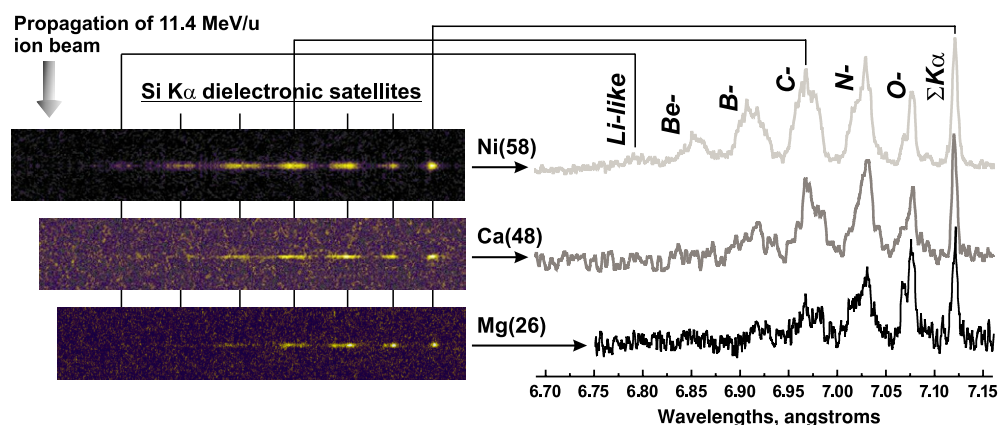 Propagation of 11.4 MeV/u
ion beam
Si Kα dielectronic satellites
Li-like
Be-
B-
C-
N-
O-
ΣKα
Ni(58)
Ca(48)
Mg(26)
6.70 6.75 6.80 6.85 6.90 6.95 7.00 7.05 7.10 7.15
Wavelengths, angstroms